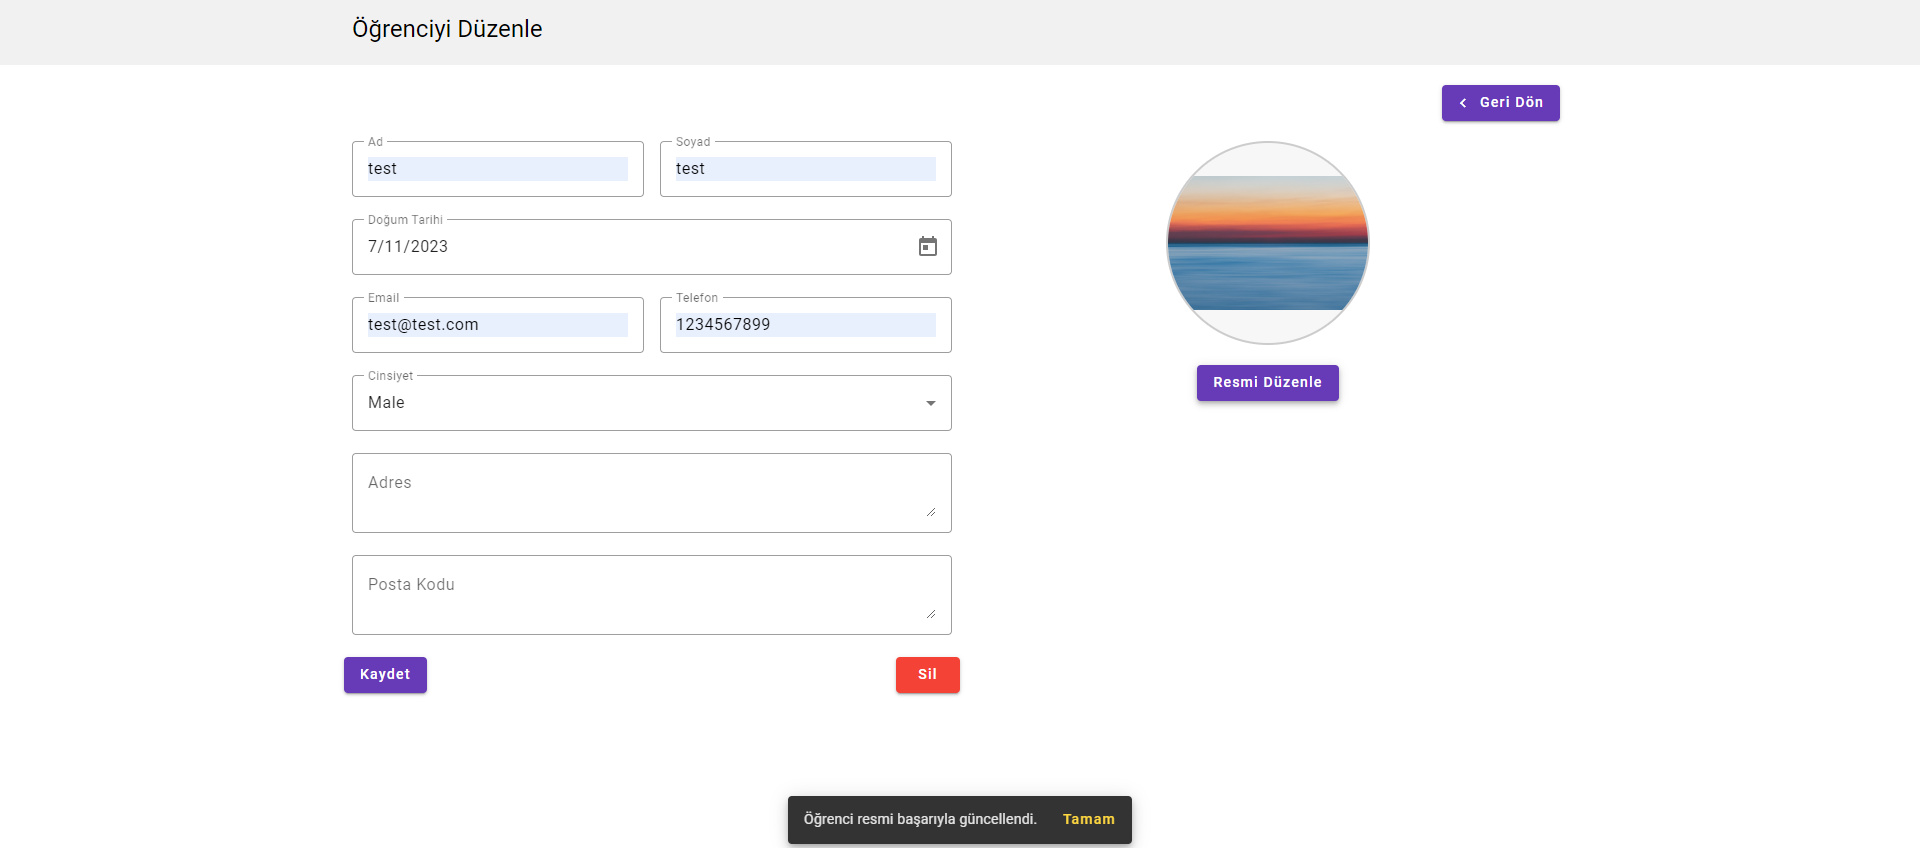 Öğrenciyi Düzenle
Geri Dön
Ad
test
Soyad
test
Doğum Tarihi
7/11/2023
Email
test@test.com
Telefon
1234567899
Cinsiyet
Male
Adres
Posta Kodu
Kaydet
Sil
Resmi Düzenle
Öğrenci resmi başarıyla güncellendi. Tamam